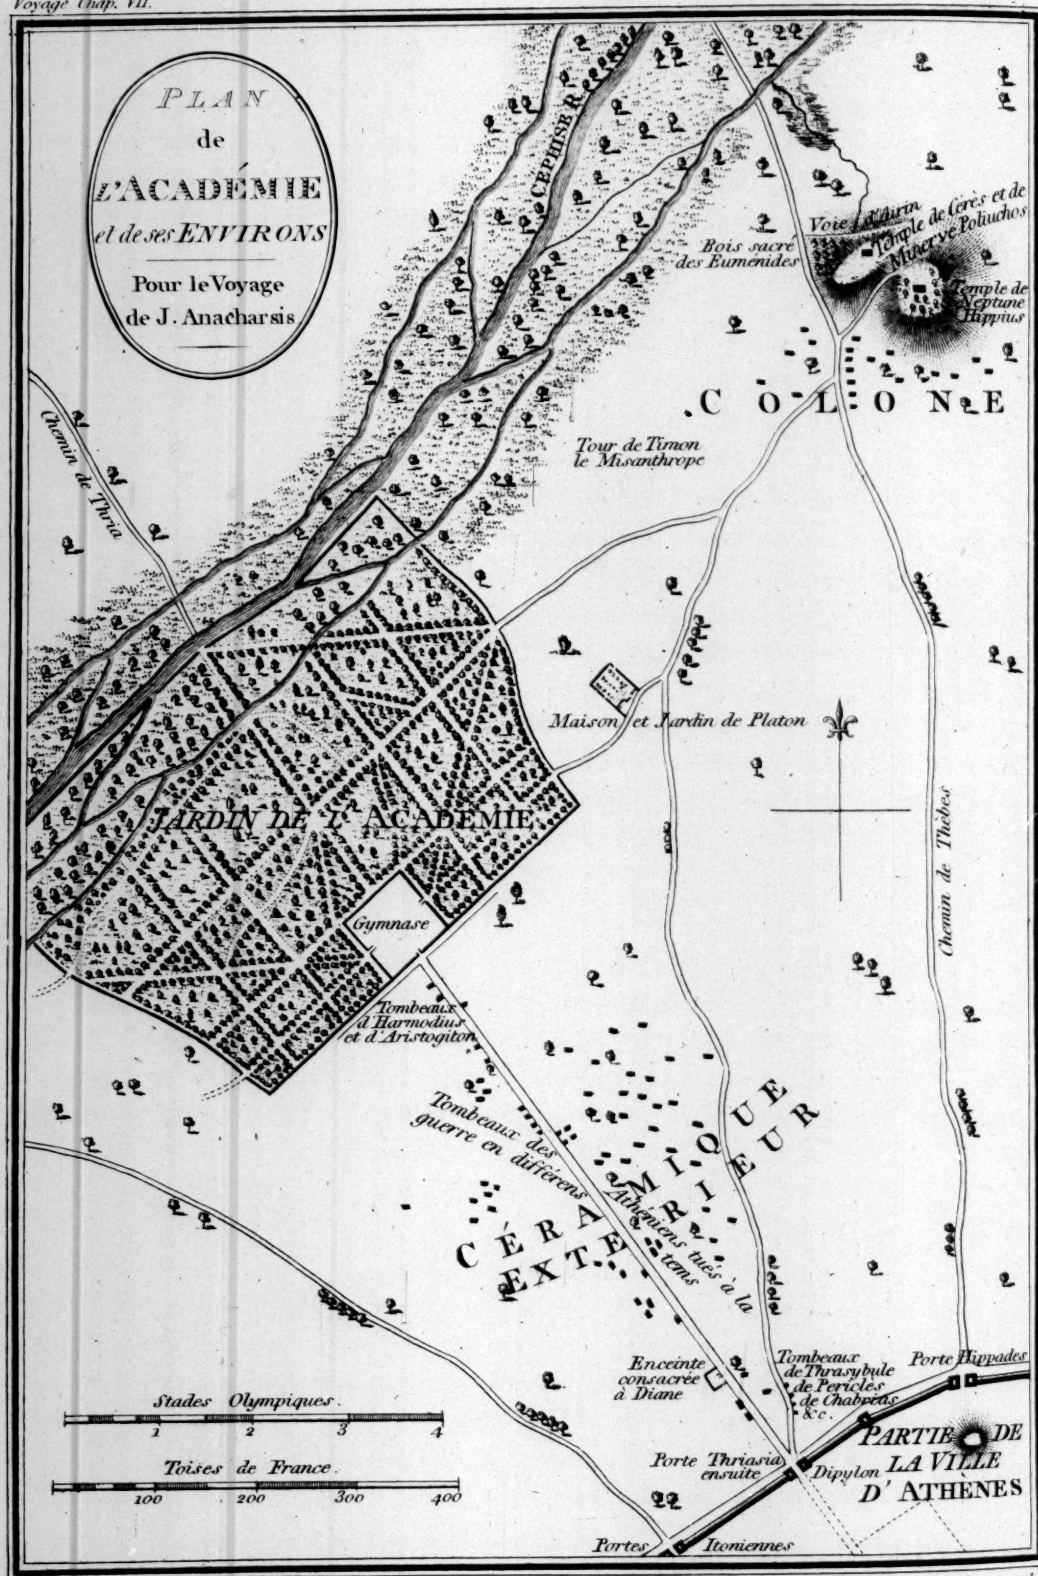 Voyage Chap. VII.
PLAN
de
L'ACADÉMIE
et de ses ENVIRONS
Pour le Voyage
de J. Anacharsis
CEPHISE R.
Voie d'airin
Temple de Cerès et de
Minerve Poliuchos
Bois sacré
des Euménides
Temple de
Neptune
Hippius
COLONE
Chemin de Thria
Tour de Timon
le Misanthrope
Maison et Jardin de Platon
JARDIN DE L'ACADÉMIE
Chemin de Thèbes
Gymnase
Tombeaux
d'Harmodius
et d'Aristogiton
Tombeaux des Athéniens tués à la
guerre en différens tems
CÉRAMIQUE
EXTERIEUR
Enceinte
consacrée
à Diane
Tombeaux
de Thrasybule
de Pericles
de Chabrias
&c.
Porte Hippades
Stades Olympiques.
1 2 3 4
Toises de France.
100 200 300 400
Porte Thriasia
ensuite Dipylon
PARTIE DE
LA VILLE
D'ATHÈNES
Portes Itoniennes